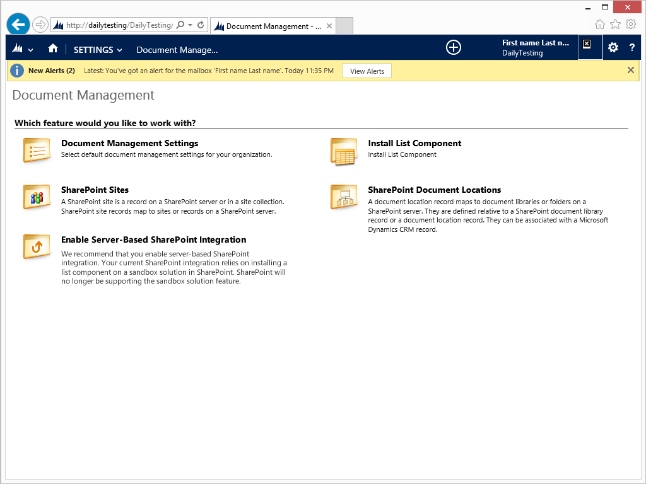 http://dailytesting/DailyTesting/
Document Management - ...
SETTINGS
Document Manage...
First name Last n...
DailyTesting
?
New Alerts (2)
Latest: You've got an alert for the mailbox 'First name Last name'. Today 11:35 PM
View Alerts
Document Management
Which feature would you like to work with?
Document Management Settings
Select default document management settings for your organization.
Install List Component
Install List Component
SharePoint Sites
A SharePoint site is a record on a SharePoint server or in a site collection.
SharePoint site records map to sites or records on a SharePoint server.
SharePoint Document Locations
A document location record maps to document libraries or folders on a
SharePoint server. They are defined relative to a SharePoint document library
record or a document location record. They can be associated with a Microsoft
Dynamics CRM record.
Enable Server-Based SharePoint Integration
We recommend that you enable server-based SharePoint
integration. Your current SharePoint integration relies on installing a
list component on a sandbox solution in SharePoint. SharePoint will
no longer be supporting the sandbox solution feature.